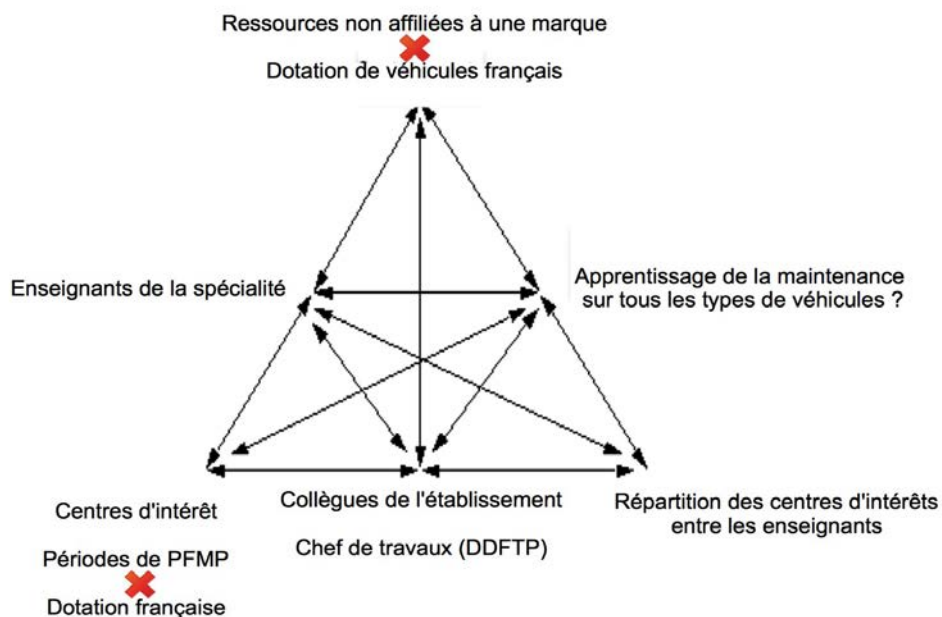 Ressources non affiliées à une marque
Dotation de véhicules français
Enseignants de la spécialité
Apprentissage de la maintenance
sur tous les types de véhicules ?
Centres d'intérêt
Périodes de PFMP
Dotation française
Collègues de l'établissement
Chef de travaux (DDFTP)
Répartition des centres d'intérêts
entre les enseignants